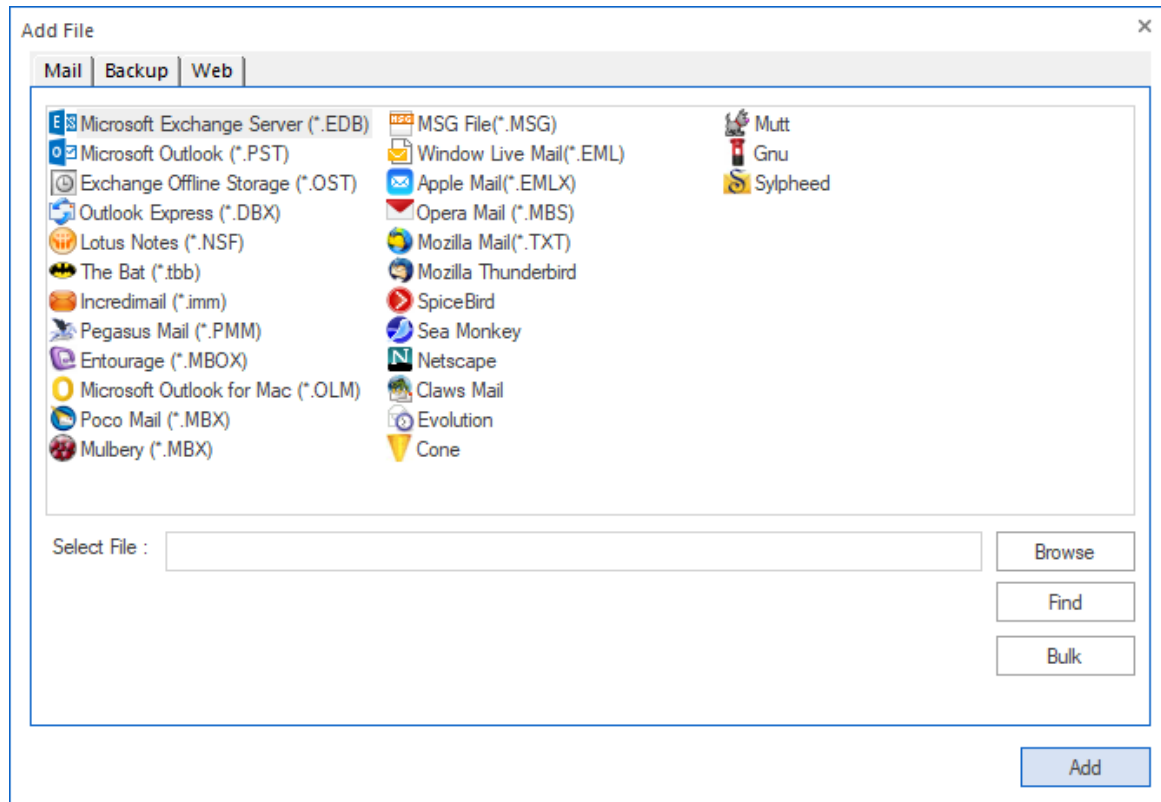 Add File
Mail
Backup
Web
Microsoft Exchange Server (*.EDB)
Microsoft Outlook (*.PST)
Exchange Offline Storage (*.OST)
Outlook Express (*.DBX)
Lotus Notes (*.NSF)
The Bat (*.tbb)
Incredimail (*.imm)
Pegasus Mail (*.PMM)
Entourage (*.MBOX)
Microsoft Outlook for Mac (*.OLM)
Poco Mail (*.MBX)
Mulbery (*.MBX)
MSG File(*.MSG)
Window Live Mail(*.EML)
Apple Mail(*.EMLX)
Opera Mail (*.MBS)
Mozilla Mail(*.TXT)
Mozilla Thunderbird
SpiceBird
Sea Monkey
Netscape
Claws Mail
Evolution
Cone
Mutt
Gnu
Sylpheed
Select File :
Browse
Find
Bulk
Add